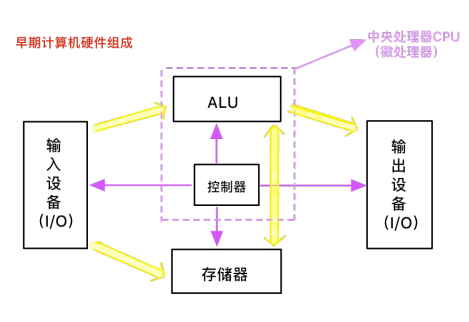 早期计算机硬件组成
中央处理器CPU
（微处理器）
ALU
输
入
设
备
（I/O）
控制器
输
出
设
备
（I/O）
存储器